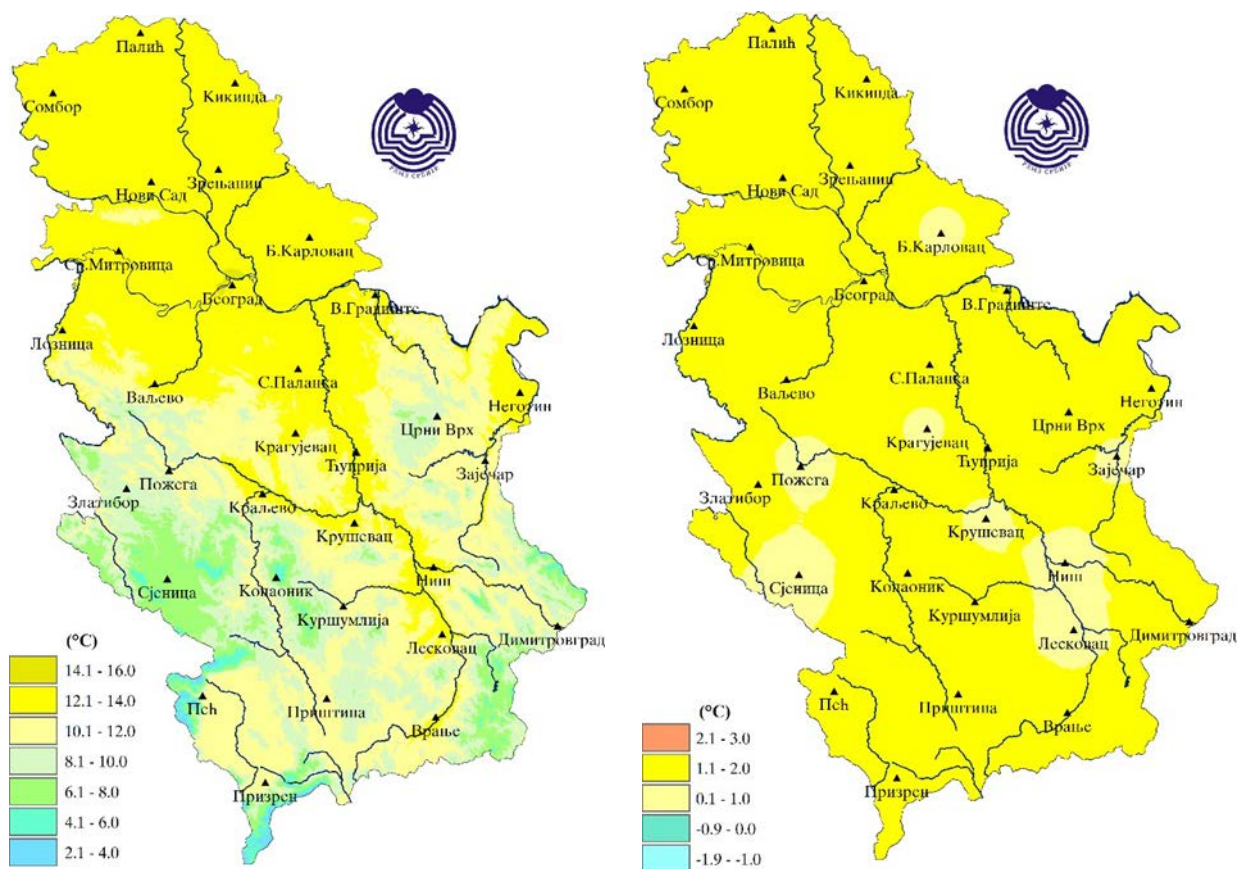 Палић
Кикинда
Сомбор
РХМЗ СРБИЈЕ
Зрењанин
Нови Сад
Б.Карловац
Ср.Митровица
Београд
В.Градиште
Лозница
С.Паланка
Ваљево
Неготин
Црни Врх
Крагујевац
Ћуприја
Зајечар
Пожега
Златибор
Краљево
Крушевац
Ниш
Сјеница
Копаоник
Куршумлија
Димитровград
Лесковац
Пећ
Приштина
Врање
Призрен
(°C)
14.1 - 16.0
12.1 - 14.0
10.1 - 12.0
8.1 - 10.0
6.1 - 8.0
4.1 - 6.0
2.1 - 4.0
Палић
Кикинда
Сомбор
РХМЗ СРБИЈЕ
Зрењанин
Нови Сад
Б.Карловац
Ср.Митровица
Београд
В.Градиште
Лозница
С.Паланка
Ваљево
Неготин
Црни Врх
Крагујевац
Ћуприја
Зајечар
Пожега
Златибор
Краљево
Крушевац
Ниш
Сјеница
Копаоник
Куршумлија
Димитровград
Лесковац
Пећ
Приштина
Врање
Призрен
(°C)
2.1 - 3.0
1.1 - 2.0
0.1 - 1.0
-0.9 - 0.0
-1.9 - -1.0